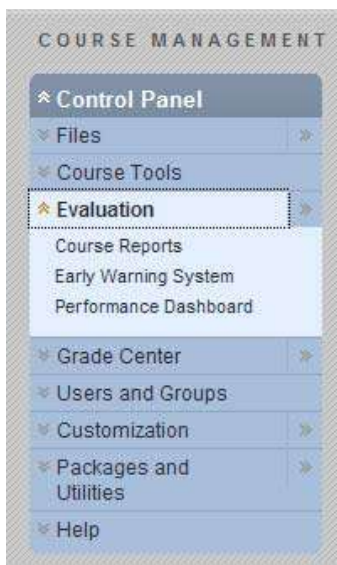 COURSE MANAGEMENT
Control Panel
Files
Course Tools
Evaluation
Course Reports
Early Warning System
Performance Dashboard
Grade Center
Users and Groups
Customization
Packages and
Utilities
Help